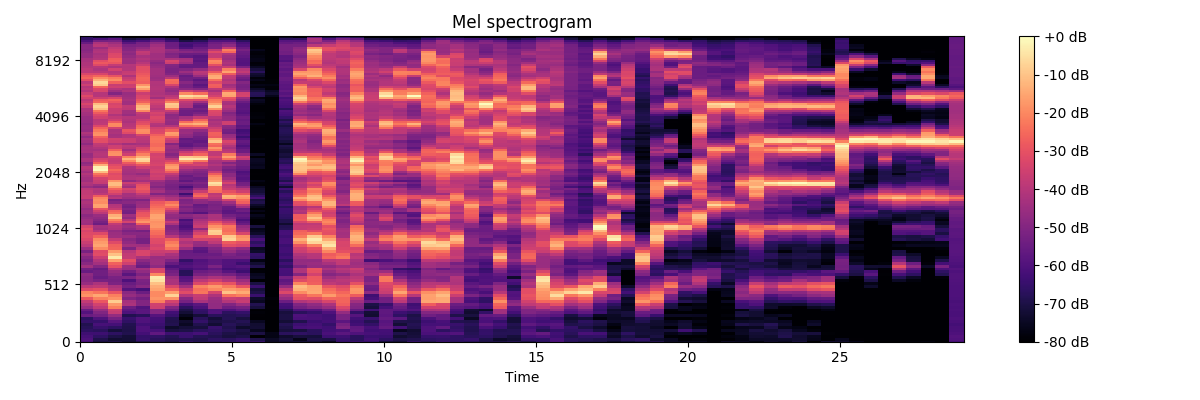 Mel spectrogram
Hz
8192
4096
2048
1024
512
0
0 5 10 15 20 25
Time
+0 dB
-10 dB
-20 dB
-30 dB
-40 dB
-50 dB
-60 dB
-70 dB
-80 dB